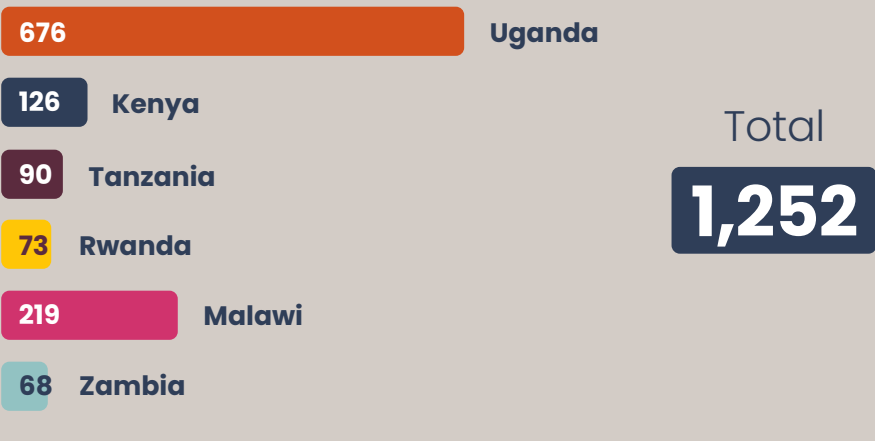 676 Uganda
126 Kenya
Total
90 Tanzania
1,252
73 Rwanda
219 Malawi
68 Zambia